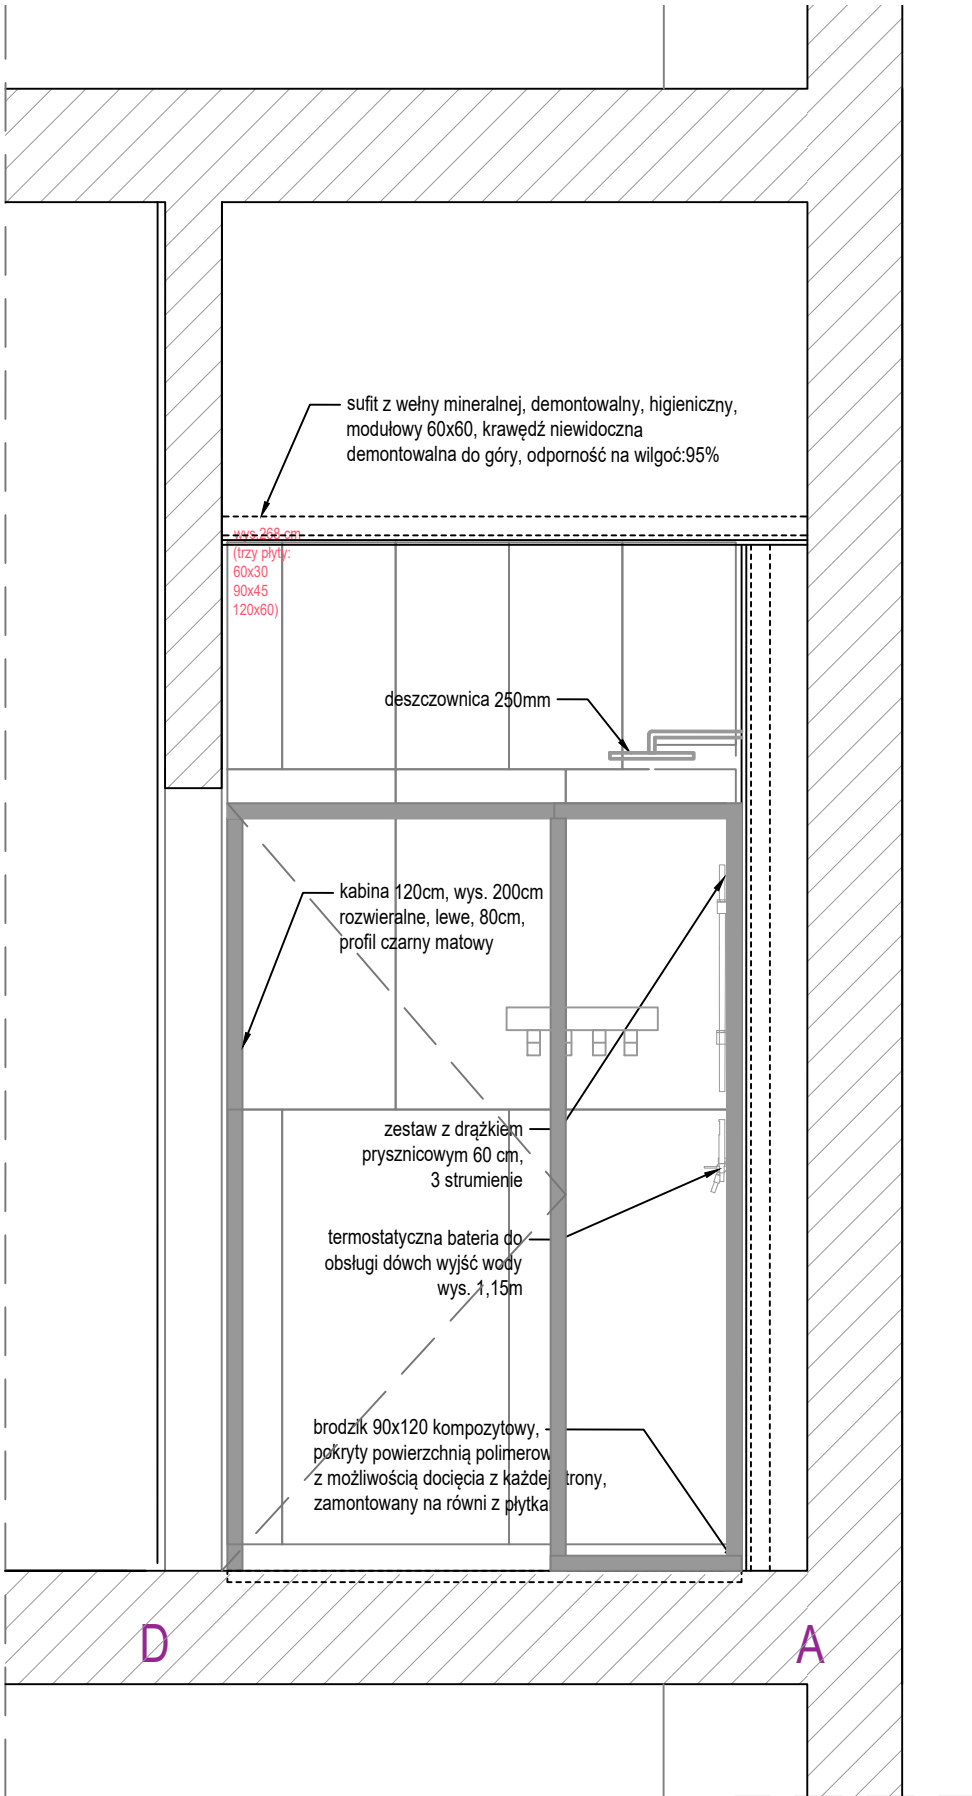 sufit z wełny mineralnej, demontowalny, higieniczny,
modułowy 60x60, krawędź niewidoczna
demontowalna do góry, odporność na wilgoć:95%
wys.268 cm
(trzy płyty:
60x30
90x45
120x60)
deszczownica 250mm
kabina 120cm, wys. 200cm
rozwieralne, lewe, 80cm,
profil czarny matowy
zestaw z drążkiem
prysznicowym 60 cm,
3 strumienie
termostatyczna bateria do
obsługi dówch wyjść wody
wys. 1,15m
brodzik 90x120 kompozytowy,
pokryty powierzchnią polimerow
z możliwością docięcia z każdej trony,
zamontowany na równi z płytka
D
A